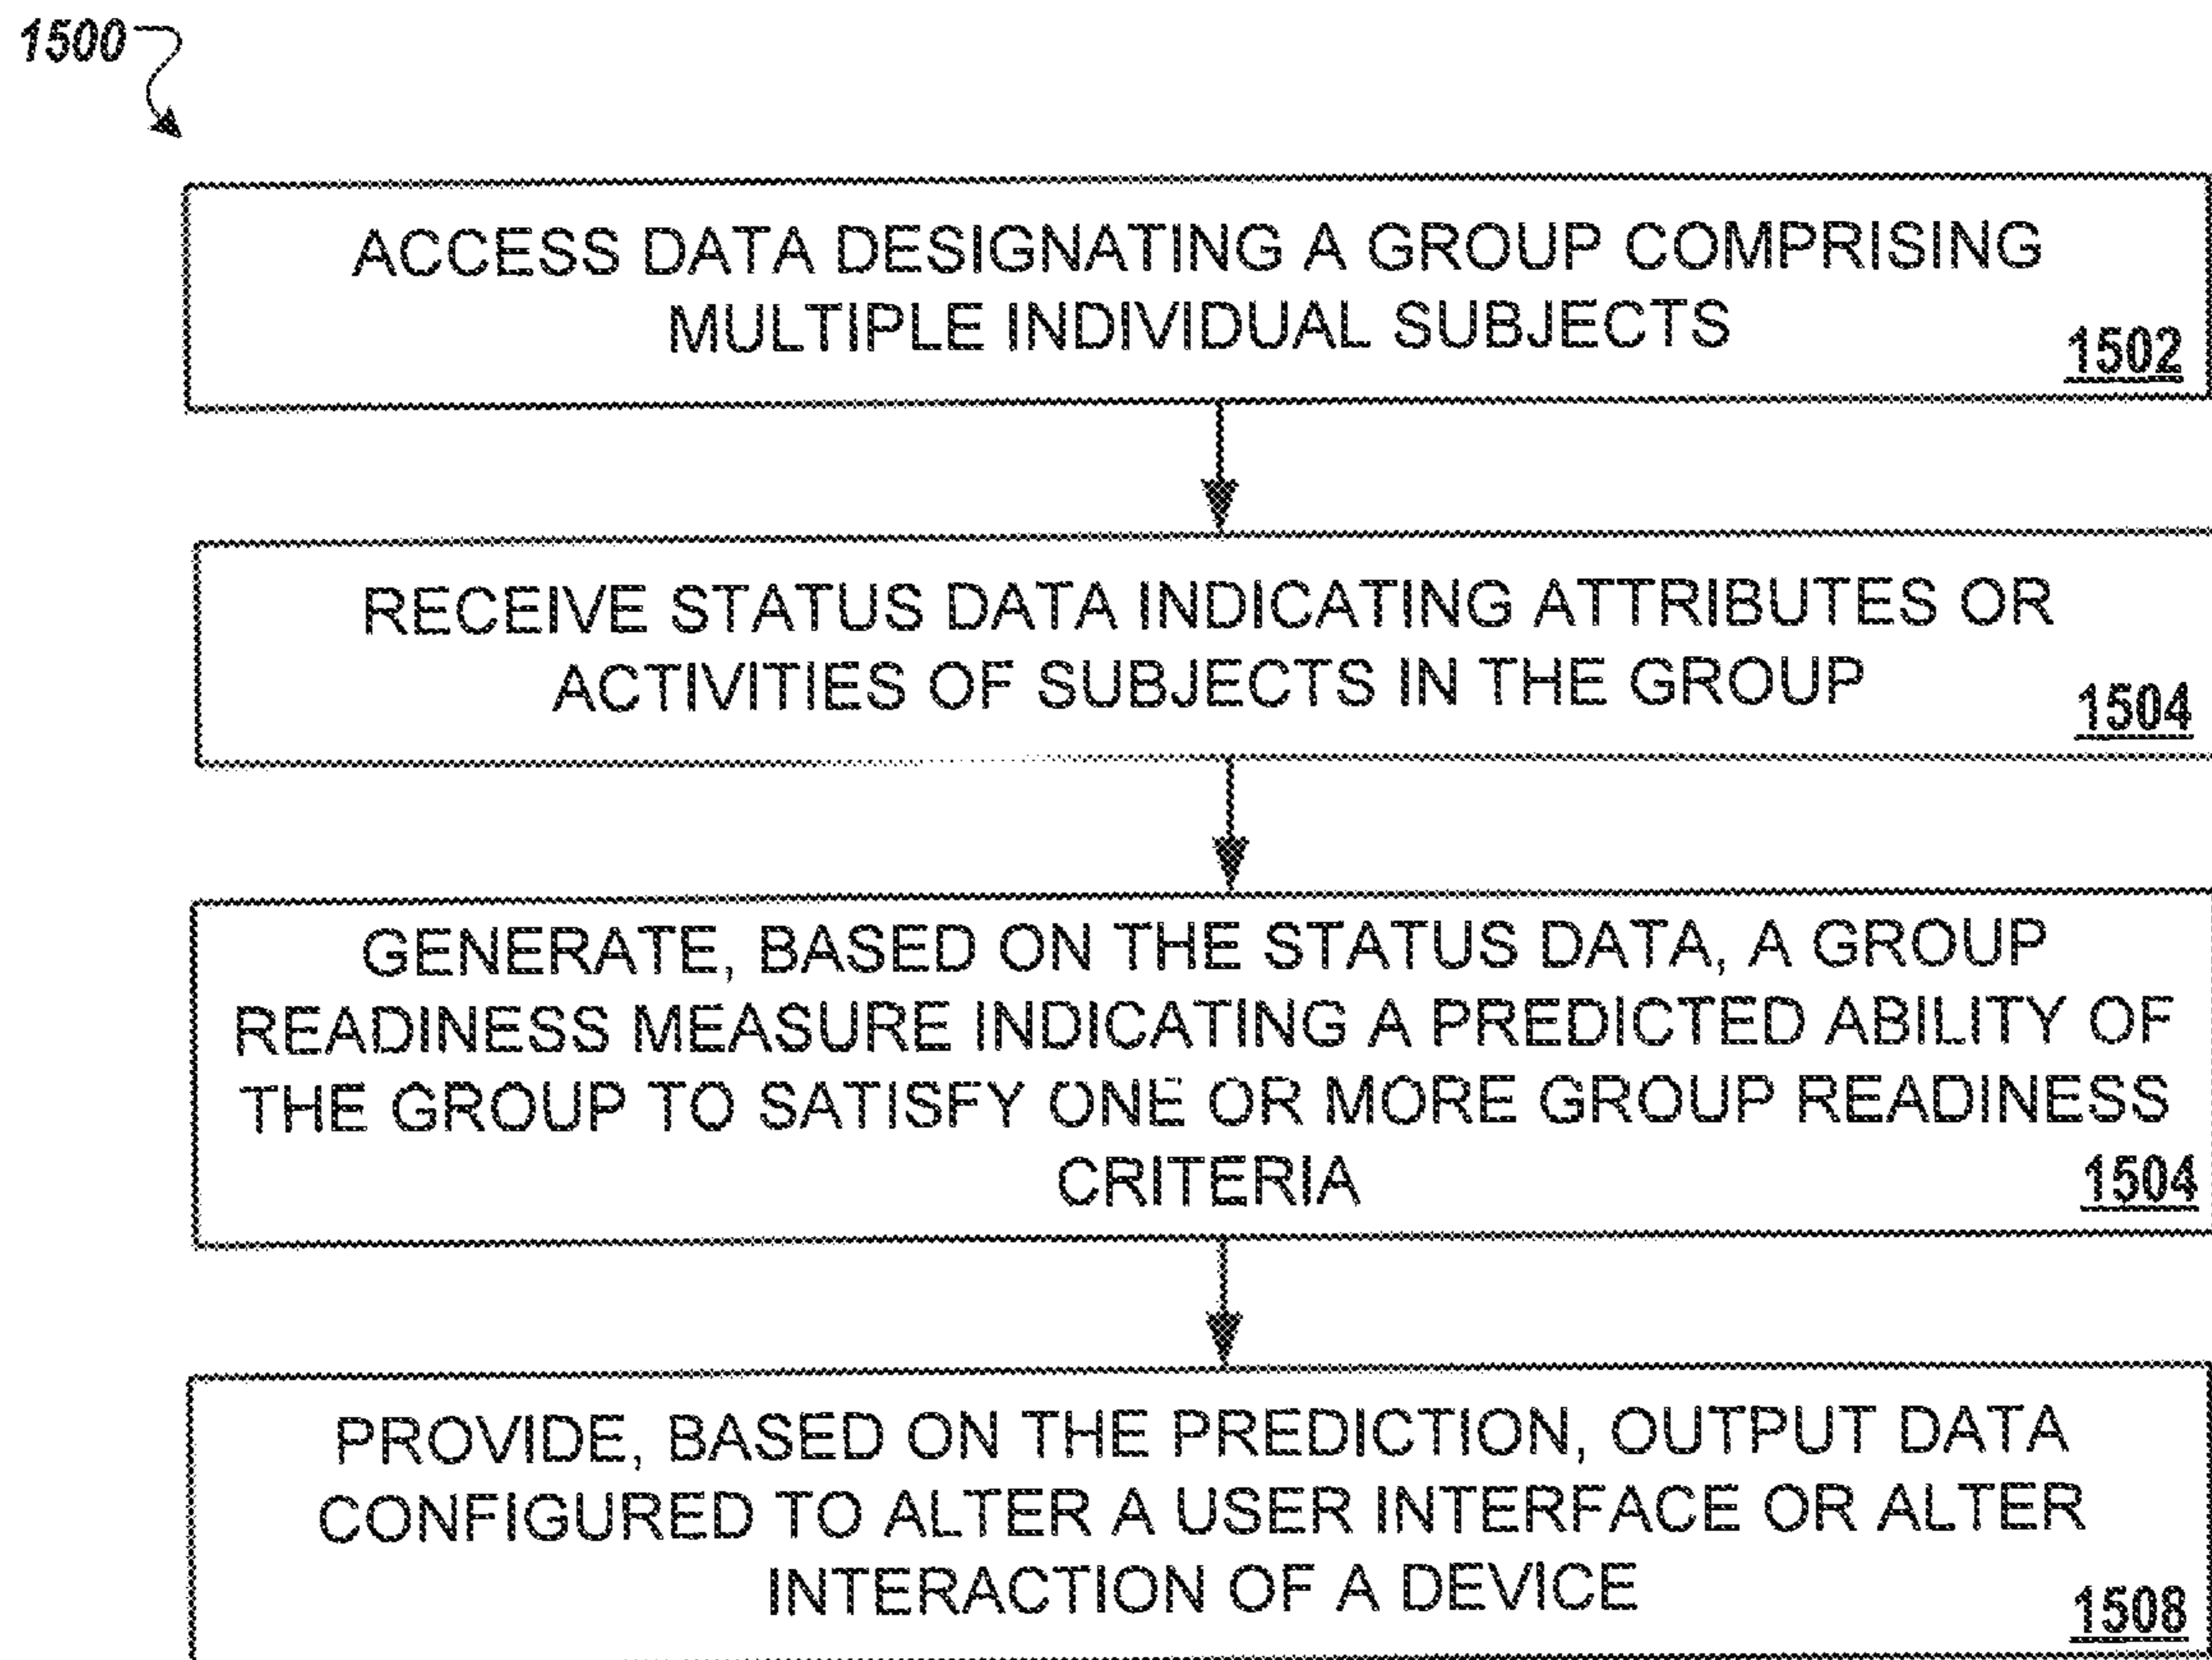 1500
ACCESS DATA DESIGNATING A GROUP COMPRISING
MULTIPLE INDIVIDUAL SUBJECTS
1502
RECEIVE STATUS DATA INDICATING ATTRIBUTES OR
ACTIVITIES OF SUBJECTS IN THE GROUP
1504
GENERATE, BASED ON THE STATUS DATA, A GROUP
READINESS MEASURE INDICATING A PREDICTED ABILITY OF
THE GROUP TO SATISFY ONE OR MORE GROUP READINESS
CRITERIA
1504
PROVIDE, BASED ON THE PREDICTION, OUTPUT DATA
CONFIGURED TO ALTER A USER INTERFACE OR ALTER
INTERACTION OF A DEVICE
1508